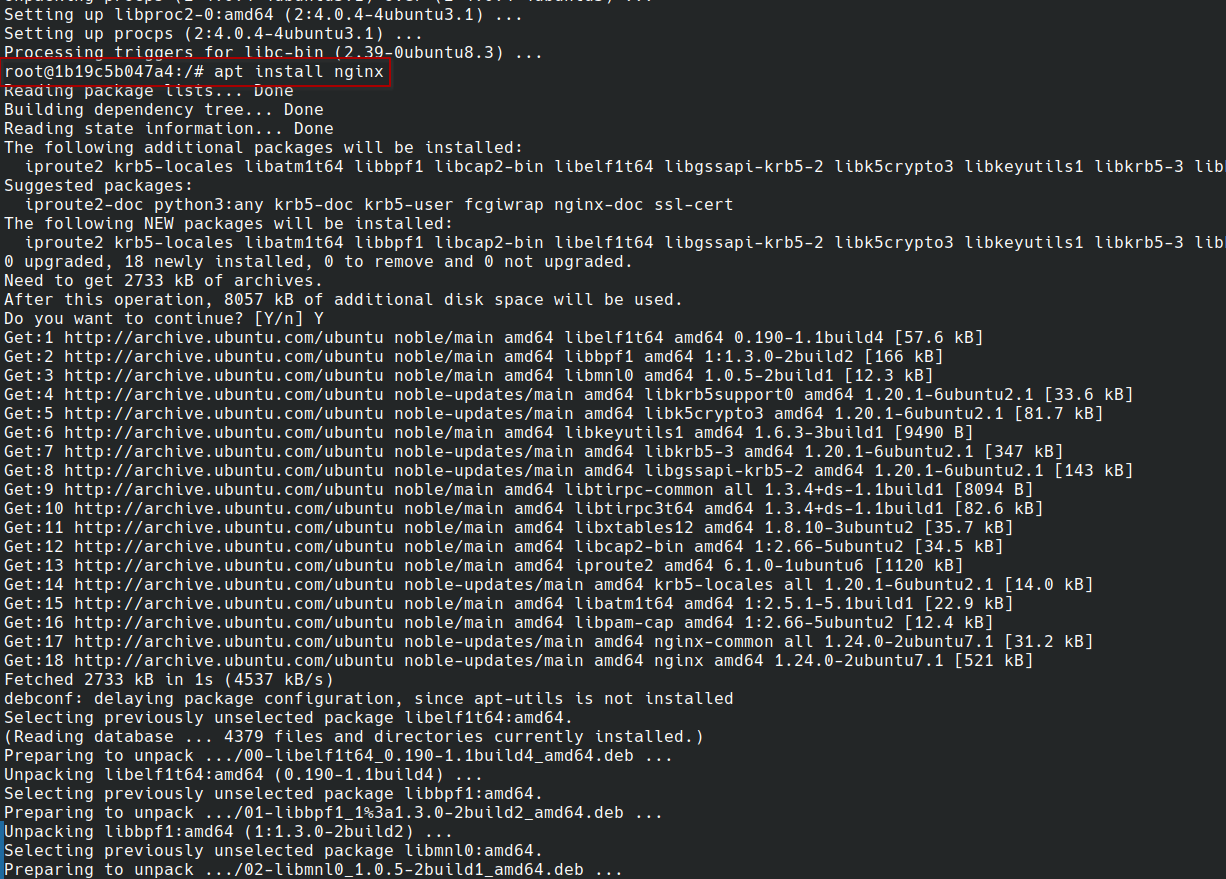 Setting up libproc2-0:amd64 (2:4.0.4-4ubuntu3.1) ...
Setting up procps (2:4.0.4-4ubuntu3.1) ...
Processing triggers for libc-bin (2.39-0ubuntu8.3) ...
root@1b19c5b047a4:/# apt install nginx
Reading package lists... Done
Building dependency tree... Done
Reading state information... Done
The following additional packages will be installed:
  iproute2 krb5-locales libatm1t64 libbpf1 libcap2-bin libelf1t64 libgssapi-krb5-2 libk5crypto3 libkeyutils1 libkrb5-3
Suggested packages:
  iproute2-doc python3:any krb5-doc krb5-user fcgiwrap nginx-doc ssl-cert
The following NEW packages will be installed:
  iproute2 krb5-locales libatm1t64 libbpf1 libcap2-bin libelf1t64 libgssapi-krb5-2 libk5crypto3 libkeyutils1 libkrb5-3
0 upgraded, 18 newly installed, 0 to remove and 0 not upgraded.
Need to get 2733 kB of archives.
After this operation, 8057 kB of additional disk space will be used.
Do you want to continue? [Y/n] Y
Get:1 http://archive.ubuntu.com/ubuntu noble/main amd64 libelf1t64 amd64 0.190-1.1build4 [57.6 kB]
Get:2 http://archive.ubuntu.com/ubuntu noble/main amd64 libbpf1 amd64 1:1.3.0-2build2 [166 kB]
Get:3 http://archive.ubuntu.com/ubuntu noble/main amd64 libmnl0 amd64 1.0.5-2build1 [12.3 kB]
Get:4 http://archive.ubuntu.com/ubuntu noble-updates/main amd64 libkrb5support0 amd64 1.20.1-6ubuntu2.1 [33.6 kB]
Get:5 http://archive.ubuntu.com/ubuntu noble-updates/main amd64 libk5crypto3 amd64 1.20.1-6ubuntu2.1 [81.7 kB]
Get:6 http://archive.ubuntu.com/ubuntu noble/main amd64 libkeyutils1 amd64 1.6.3-3build1 [9490 B]
Get:7 http://archive.ubuntu.com/ubuntu noble-updates/main amd64 libkrb5-3 amd64 1.20.1-6ubuntu2.1 [347 kB]
Get:8 http://archive.ubuntu.com/ubuntu noble-updates/main amd64 libgssapi-krb5-2 amd64 1.20.1-6ubuntu2.1 [143 kB]
Get:9 http://archive.ubuntu.com/ubuntu noble/main amd64 libtirpc-common all 1.3.4+ds-1.1build1 [8094 B]
Get:10 http://archive.ubuntu.com/ubuntu noble/main amd64 libtirpc3t64 amd64 1.3.4+ds-1.1build1 [82.6 kB]
Get:11 http://archive.ubuntu.com/ubuntu noble/main amd64 libxtables12 amd64 1.8.10-3ubuntu2 [35.7 kB]
Get:12 http://archive.ubuntu.com/ubuntu noble/main amd64 libcap2-bin amd64 1:2.66-5ubuntu2 [34.5 kB]
Get:13 http://archive.ubuntu.com/ubuntu noble/main amd64 iproute2 amd64 6.1.0-1ubuntu6 [1120 kB]
Get:14 http://archive.ubuntu.com/ubuntu noble-updates/main amd64 krb5-locales all 1.20.1-6ubuntu2.1 [14.0 kB]
Get:15 http://archive.ubuntu.com/ubuntu noble/main amd64 libatm1t64 amd64 1:2.5.1-5.1build1 [22.9 kB]
Get:16 http://archive.ubuntu.com/ubuntu noble/main amd64 libpam-cap amd64 1:2.66-5ubuntu2 [12.4 kB]
Get:17 http://archive.ubuntu.com/ubuntu noble-updates/main amd64 nginx-common all 1.24.0-2ubuntu7.1 [31.2 kB]
Get:18 http://archive.ubuntu.com/ubuntu noble-updates/main amd64 nginx amd64 1.24.0-2ubuntu7.1 [521 kB]
Fetched 2733 kB in 1s (4537 kB/s)
debconf: delaying package configuration, since apt-utils is not installed
Selecting previously unselected package libelf1t64:amd64.
(Reading database ... 4379 files and directories currently installed.)
Preparing to unpack .../00-libelf1t64_0.190-1.1build4_amd64.deb ...
Unpacking libelf1t64:amd64 (0.190-1.1build4) ...
Selecting previously unselected package libbpf1:amd64.
Preparing to unpack .../01-libbpf1_1%3a1.3.0-2build2_amd64.deb ...
Unpacking libbpf1:amd64 (1:1.3.0-2build2) ...
Selecting previously unselected package libmnl0:amd64.
Preparing to unpack .../02-libmnl0_1.0.5-2build1_amd64.deb ...